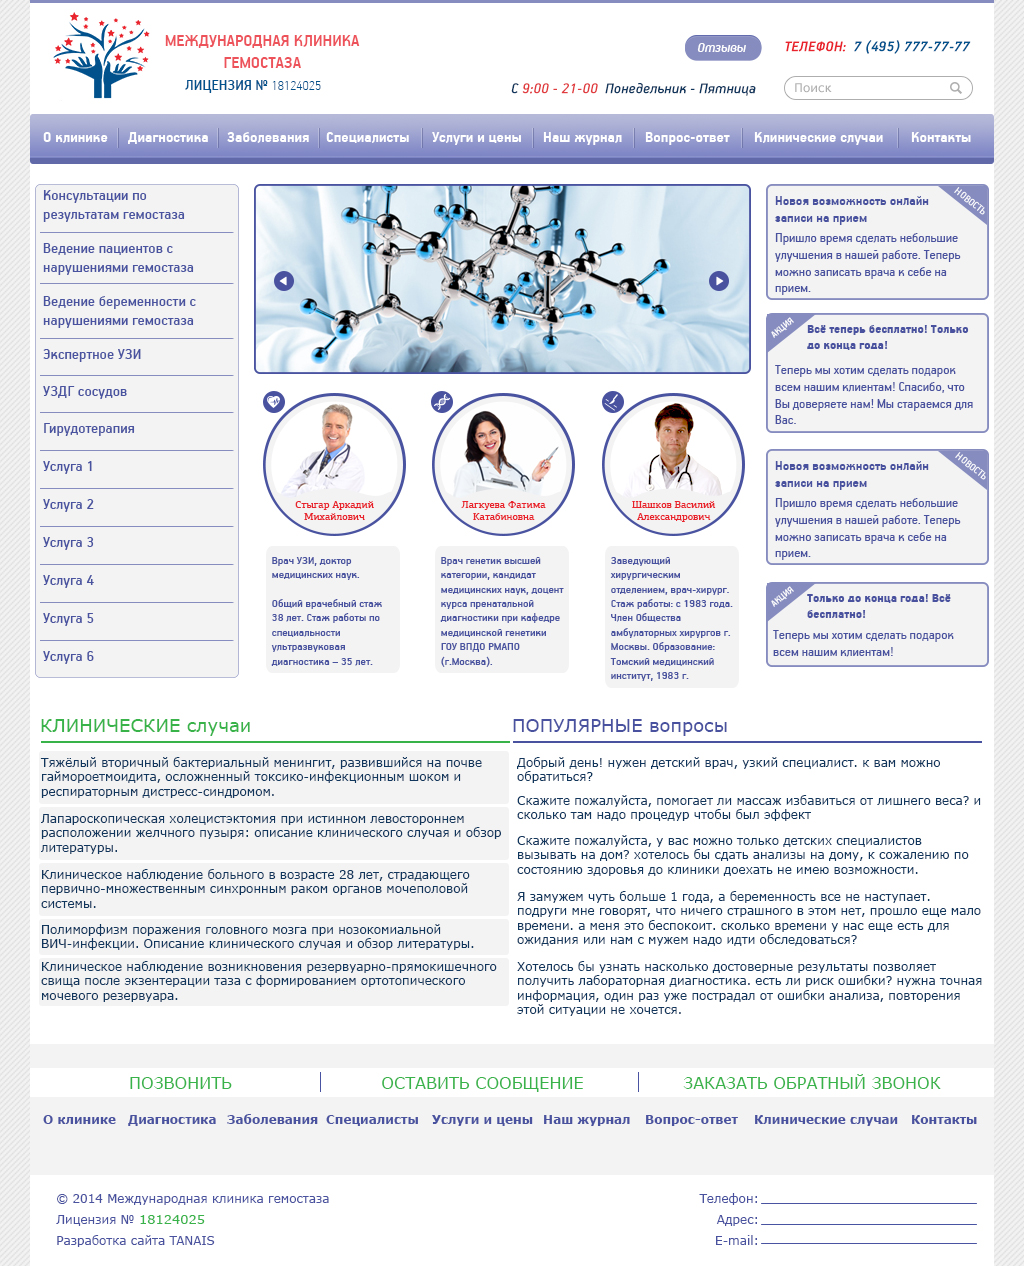 МЕЖДУНАРОДНАЯ КЛИНИКА
ГЕМОСТАЗА
ЛИЦЕНЗИЯ № 18124025
Отзывы
ТЕЛЕФОН: 7 (495) 777-77-77
С 9:00 - 21-00 Понедельник - Пятница
Поиск
О клинике
Диагностика
Заболевания
Специалисты
Услуги и цены
Наш журнал
Вопрос-ответ
Клинические случаи
Контакты
Консультации по
результатам гемостаза
Ведение пациентов с
нарушениями гемостаза
Ведение беременности с
нарушениями гемостаза
Экспертное УЗИ
УЗДГ сосудов
Гирудотерапия
Услуга 1
Услуга 2
Услуга 3
Услуга 4
Услуга 5
Услуга 6
Стыгар Аркадий
Михайлович
Врач УЗИ, доктор
медицинских наук.
Общий врачебный стаж
38 лет. Стаж работы по
специальности
ультразвуковая
диагностика – 35 лет.
Лагкуева Фатима
Катабиновна
Врач генетик высшей
категории, кандидат
медицинских наук, доцент
курса пренатальной
диагностики при кафедре
медицинской генетики
ГОУ ВПДО РМАПО
(г.Москва).
Шашков Василий
Александрович
Заведующий
хирургическим
отделением, врач-хирург.
Стаж работы: с 1983 года.
Член Общества
амбулаторных хирургов г.
Москвы. Образование:
Томский медицинский
институт, 1983 г.
НОВОСТЬ
Новоя возможность онлайн
записи на прием
Пришло время сделать небольшие
улучшения в нашей работе. Теперь
можно записать врача к себе на
прием.
АКЦИЯ
Всё теперь бесплатно! Только
до конца года!
Теперь мы хотим сделать подарок
всем нашим клиентам! Спасибо, что
Вы доверяете нам! Мы стараемся для
Вас.
НОВОСТЬ
Новоя возможность онлайн
записи на прием
Пришло время сделать небольшие
улучшения в нашей работе. Теперь
можно записать врача к себе на
прием.
АКЦИЯ
Только до конца года! Всё
бесплатно!
Теперь мы хотим сделать подарок
всем нашим клиентам!
КЛИНИЧЕСКИЕ случаи
Тяжёлый вторичный бактериальный менингит, развившийся на почве
гаймороетмоидита, осложненный токсико-инфекционным шоком и
респираторным дистресс-синдромом.
Лапароскопическая холецистэктомия при истинном левостороннем
расположении желчного пузыря: описание клинического случая и обзор
литературы.
Клиническое наблюдение больного в возрасте 28 лет, страдающего
первично-множественным синхронным раком органов мочеполовой
системы.
Полиморфизм поражения головного мозга при нозокомиальной
ВИЧ-инфекции. Описание клинического случая и обзор литературы.
Клиническое наблюдение возникновения резервуарно-прямокишечного
свища после экзентерации таза с формированием ортотопического
мочевого резервуара.
ПОПУЛЯРНЫЕ вопросы
Добрый день! нужен детский врач, узкий специалист. к вам можно
обратиться?
Скажите пожалуйста, помогает ли массаж избавиться от лишнего веса? и
сколько там надо процедур чтобы был эффект
Скажите пожалуйста, у вас можно только детских специалистов
вызывать на дом? хотелось бы сдать анализы на дому, к сожалению по
состоянию здоровья до клиники доехать не имею возможности.
Я замужем чуть больше 1 года, а беременность все не наступает.
подруги мне говорят, что ничего страшного в этом нет, прошло еще мало
времени. а меня это беспокоит. сколько времени у нас еще есть для
ожидания или нам с мужем надо идти обследоваться?
Хотелось бы узнать насколько достоверные результаты позволяет
получить лабораторная диагностика. есть ли риск ошибки? нужна точная
информация, один раз уже пострадал от ошибки анализа, повторения
этой ситуации не хочется.
ПОЗВОНИТЬ
ОСТАВИТЬ СООБЩЕНИЕ
ЗАКАЗАТЬ ОБРАТНЫЙ ЗВОНОК
О клинике
Диагностика
Заболевания
Специалисты
Услуги и цены
Наш журнал
Вопрос-ответ
Клинические случаи
Контакты
© 2014 Международная клиника гемостаза
Лицензия № 18124025
Разработка сайта TANAIS
Телефон:
Адрес:
E-mail: